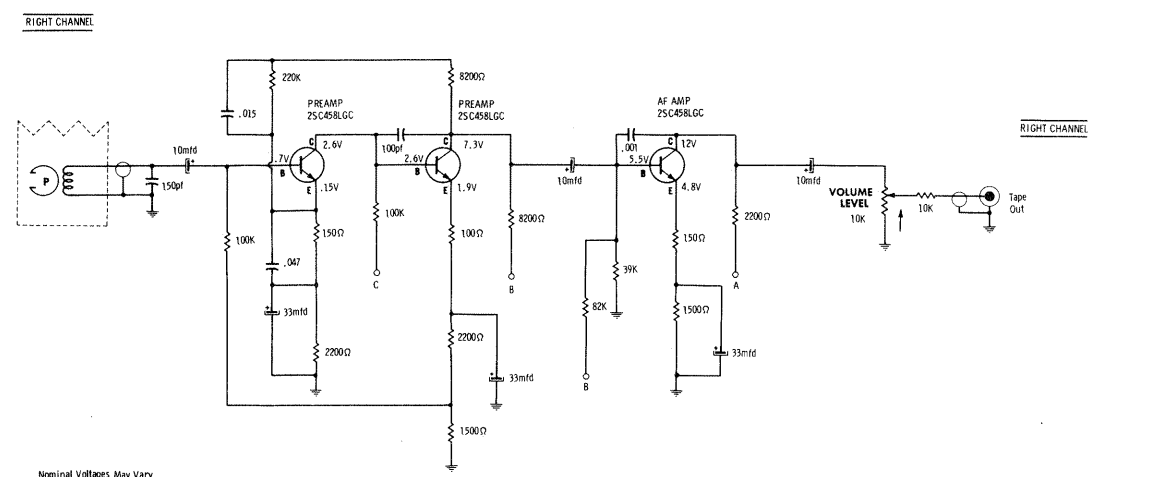 RIGHT CHANNEL
220K
8200Ω
.015
PREAMP
2SC458LGC
PREAMP
2SC458LGC
AF AMP
2SC458LGC
RIGHT CHANNEL
C
2.6V
100pf
C
7.3V
.001
C
12V
10mfd
.7V
B
2.6V
B
5.5V
B
P
150pf
E
.15V
E
1.9V
10mfd
E
4.8V
10mfd
VOLUME
LEVEL
10K
10K
Tape
Out
100K
150Ω
100K
100Ω
8200Ω
150Ω
2200Ω
.047
C
B
39K
A
33mfd
82K
1500Ω
2200Ω
2200Ω
33mfd
33mfd
B
1500Ω
Nominal Voltages May Vary